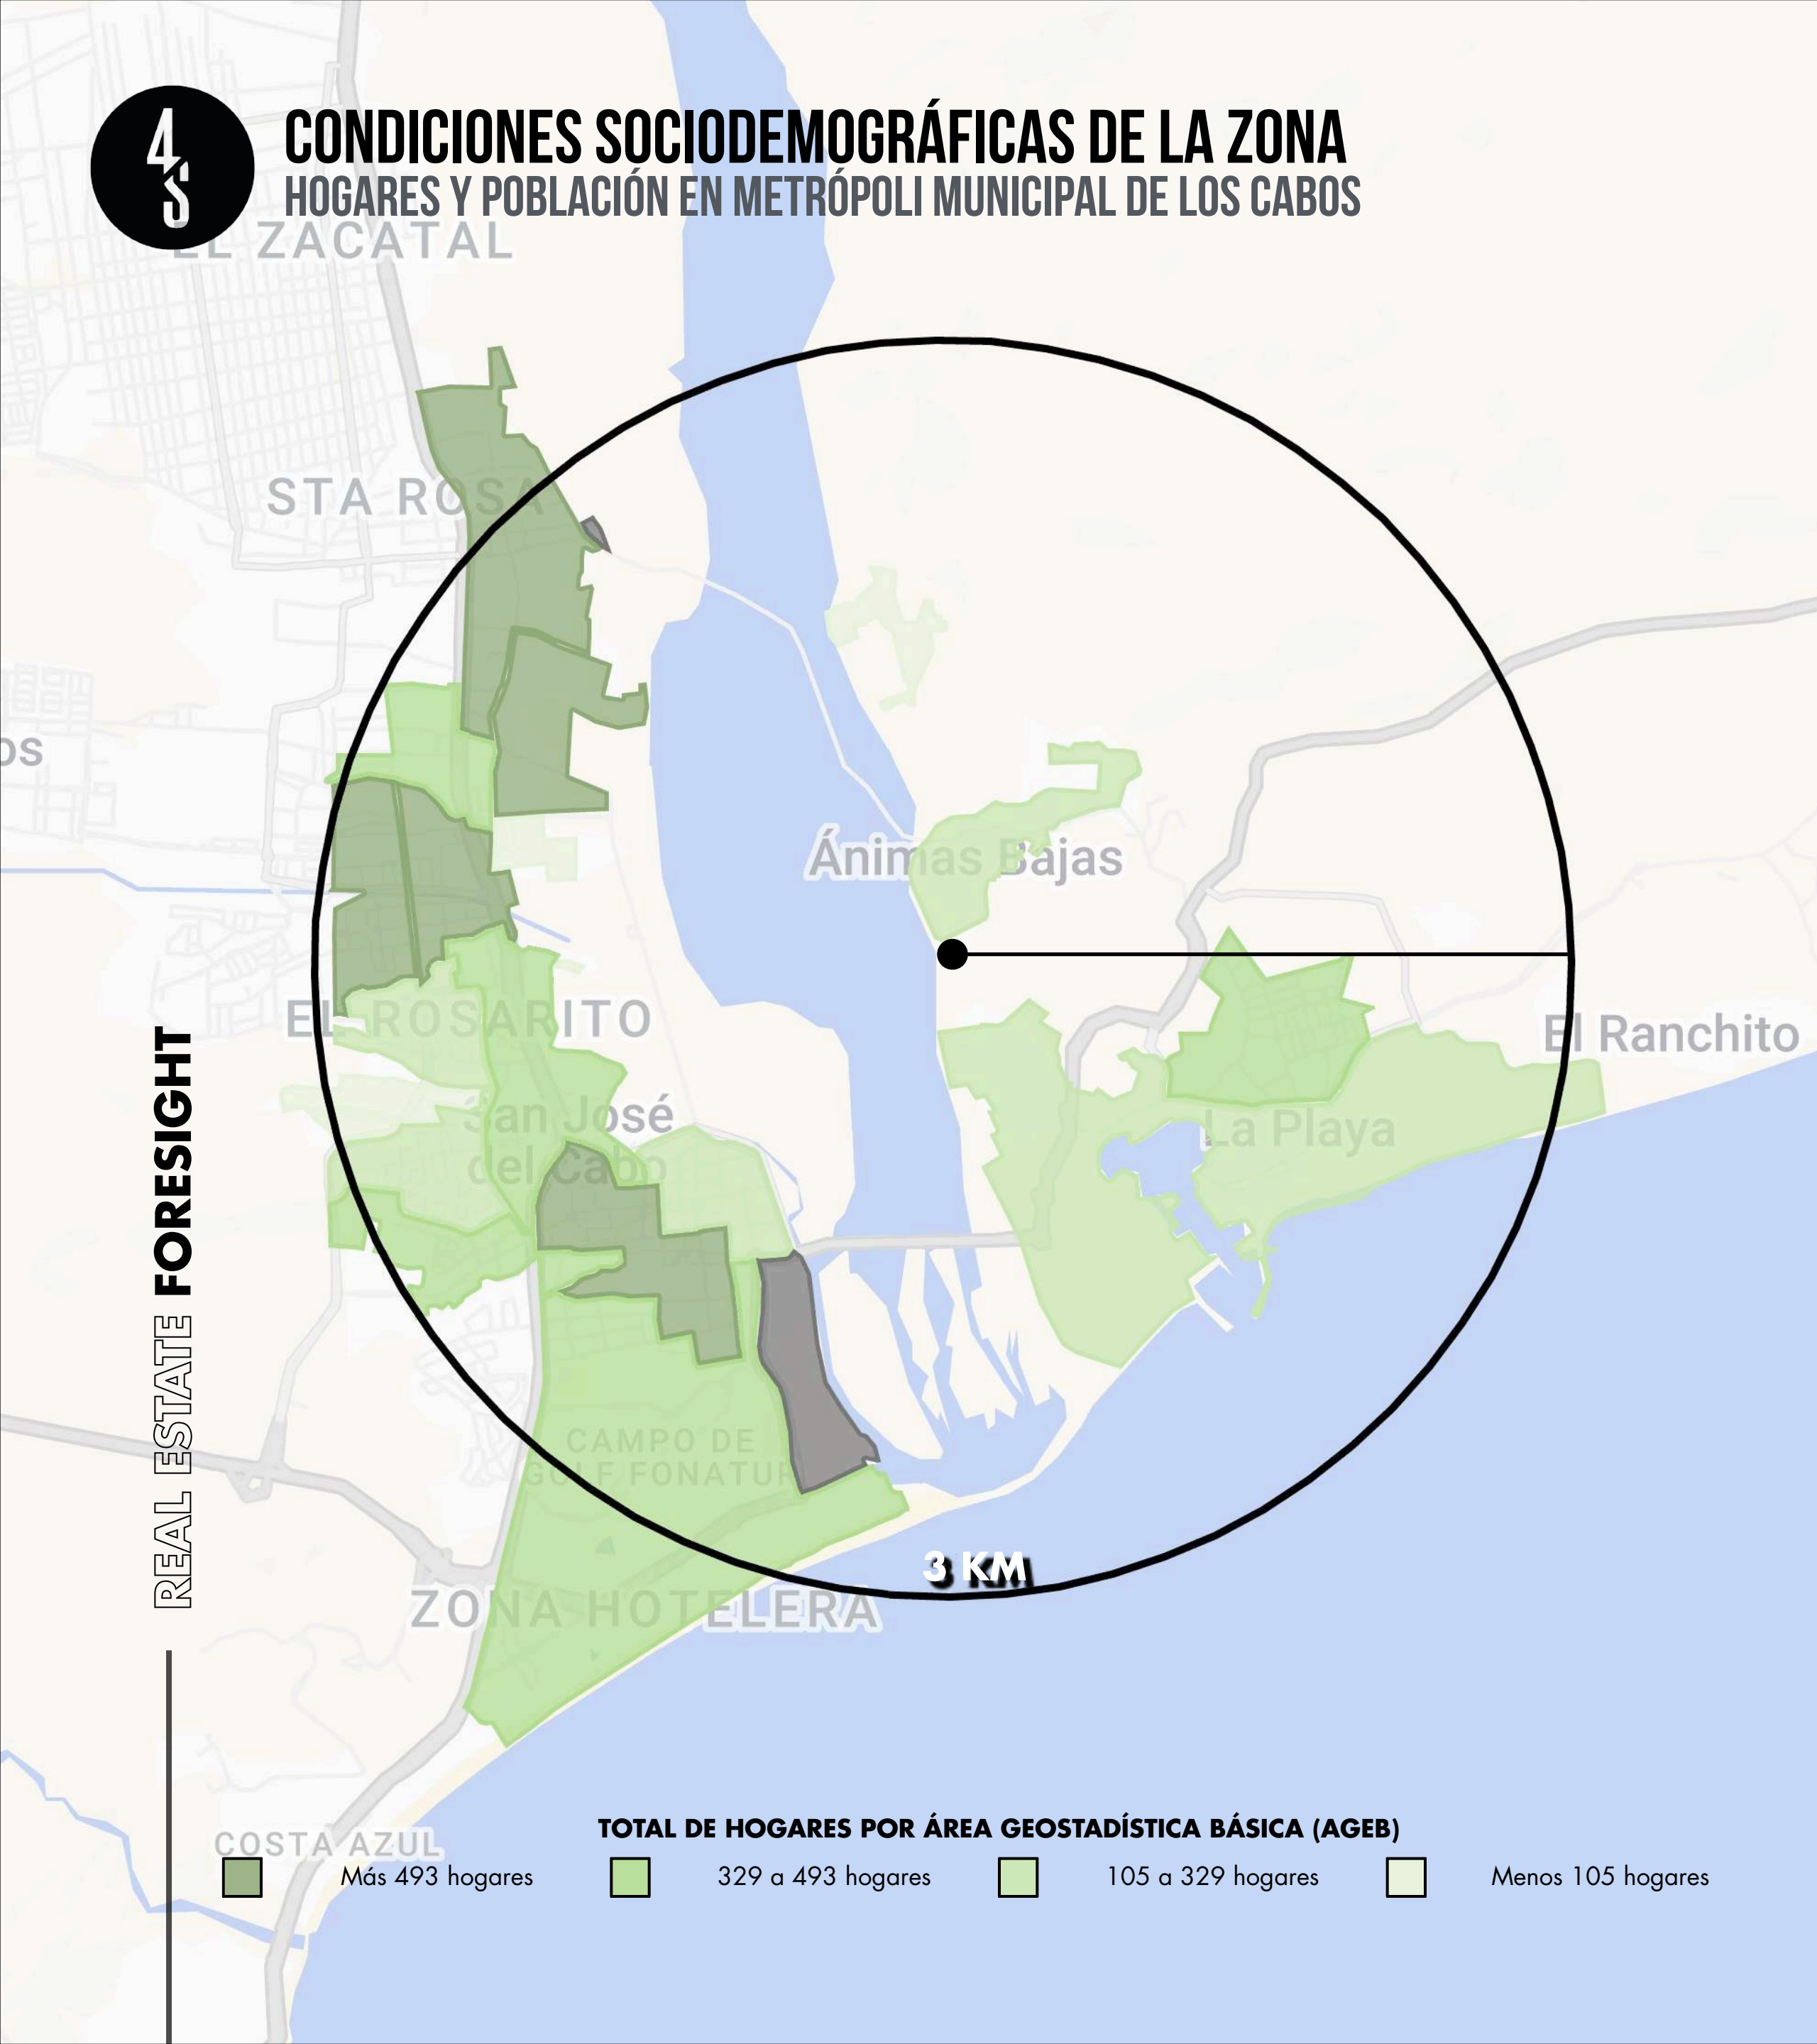 4S
CONDICIONES SOCIODEMOGRÁFICAS DE LA ZONA
HOGARES Y POBLACIÓN EN METRÓPOLI MUNICIPAL DE LOS CABOS
EL ZACATAL
STA ROSA
os
Ánimas Bajas
EL ROSARITO
El Ranchito
San José
del Cabo
La Playa
REAL ESTATE FORESIGHT
CAMPO DE
GOLF FONATUR
3 KM
ZONA HOTELERA
TOTAL DE HOGARES POR ÁREA GEOSTADÍSTICA BÁSICA (AGEB)
COSTA AZUL
Más 493 hogares
329 a 493 hogares
105 a 329 hogares
Menos 105 hogares